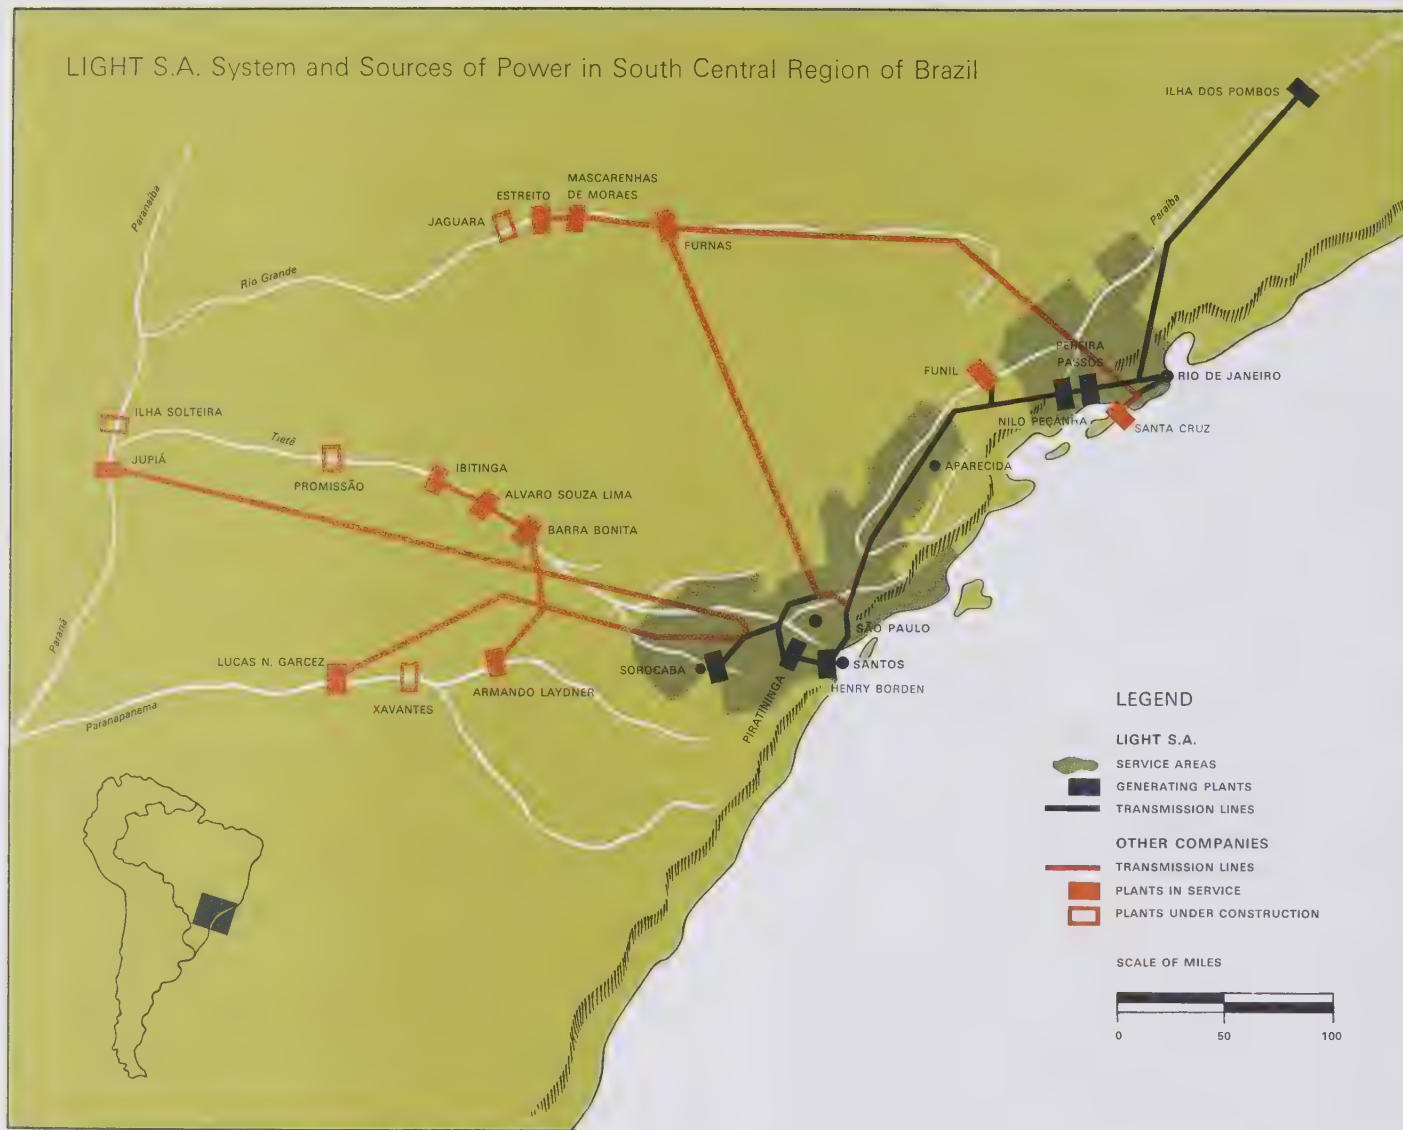 LIGHT S.A. System and Sources of Power in South Central Region of Brazil
ILHA DOS POMBOS
Paranaíba
MASCARENHAS
DE MORAES
ESTREITO
JAGUARA
FURNAS
Paraíba
Rio Grande
PEREIRA
PASSOS
FUNIL
RIO DE JANEIRO
NILO PEÇANHA
SANTA CRUZ
ILHA SOLTEIRA
Tietê
JUPIÁ
PROMISSÃO
IBITINGA
ALVARO SOUZA LIMA
BARRA BONITA
APARECIDA
Paraná
SÃO PAULO
LUCAS N. GARCEZ
SOROCABA
SANTOS
HENRY BORDEN
ARMANDO LAYDNER
XAVANTES
PIRATININGA
Paranapanema
LEGEND
LIGHT S.A.
SERVICE AREAS
GENERATING PLANTS
TRANSMISSION LINES
OTHER COMPANIES
TRANSMISSION LINES
PLANTS IN SERVICE
PLANTS UNDER CONSTRUCTION
SCALE OF MILES
0 50 100